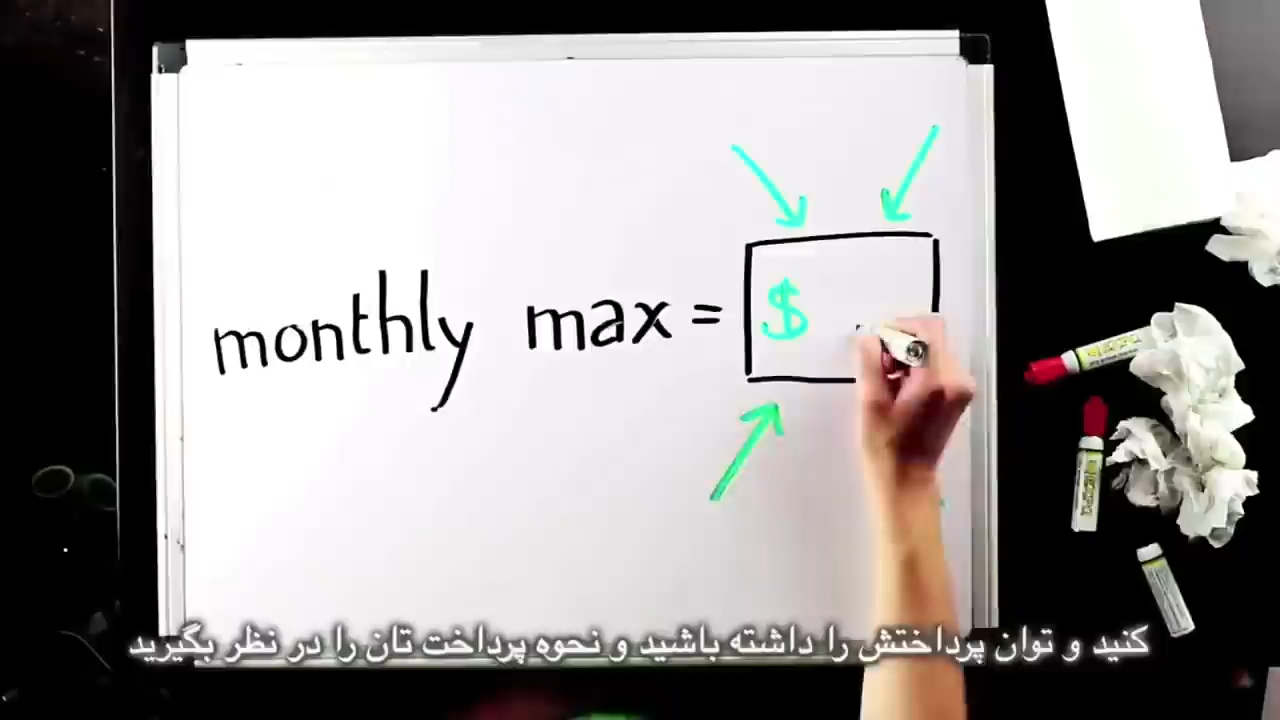 monthly max = $
کنید و توان پرداختش را داشته باشید و نحوه پرداخت تان را در نظر بگیرید